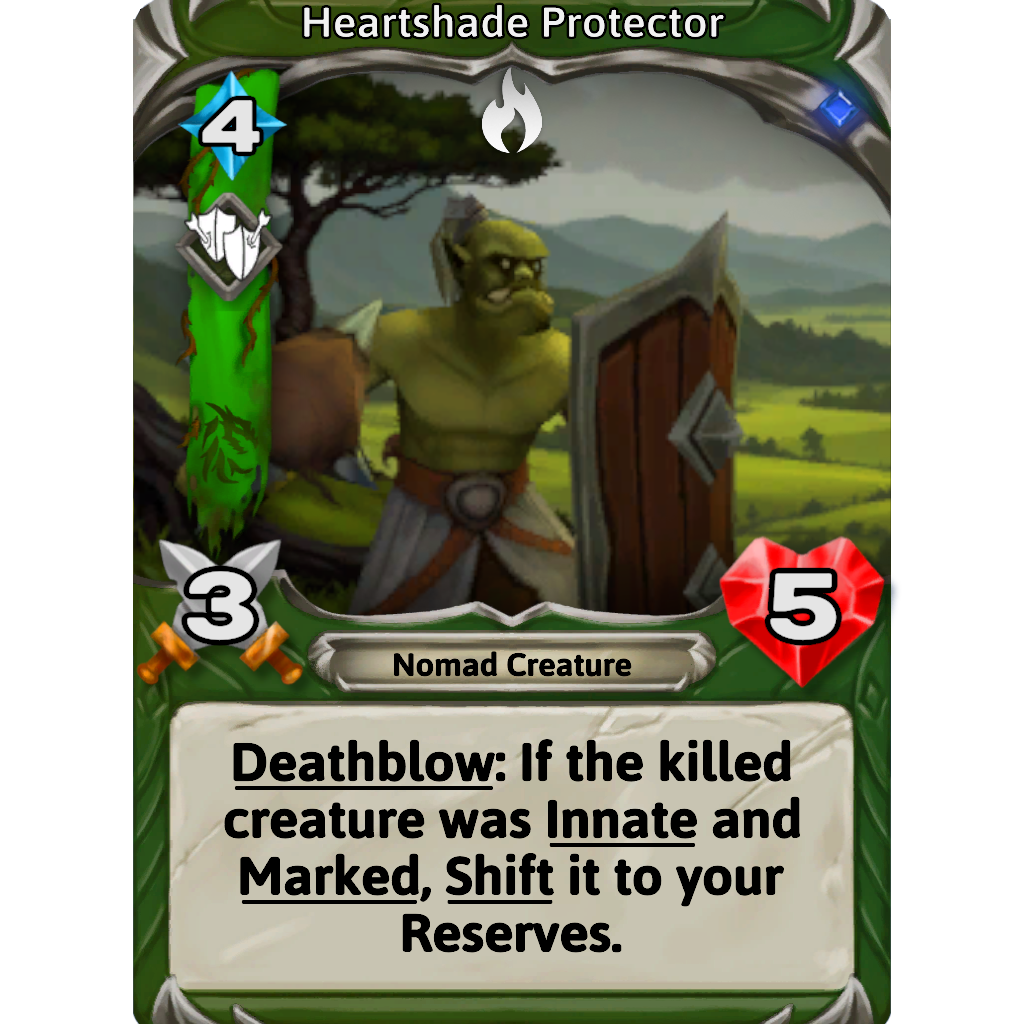 Heartshade Protector
4
3
5
Nomad Creature
Deathblow: If the killed
creature was Innate and
Marked, Shift it to your
Reserves.